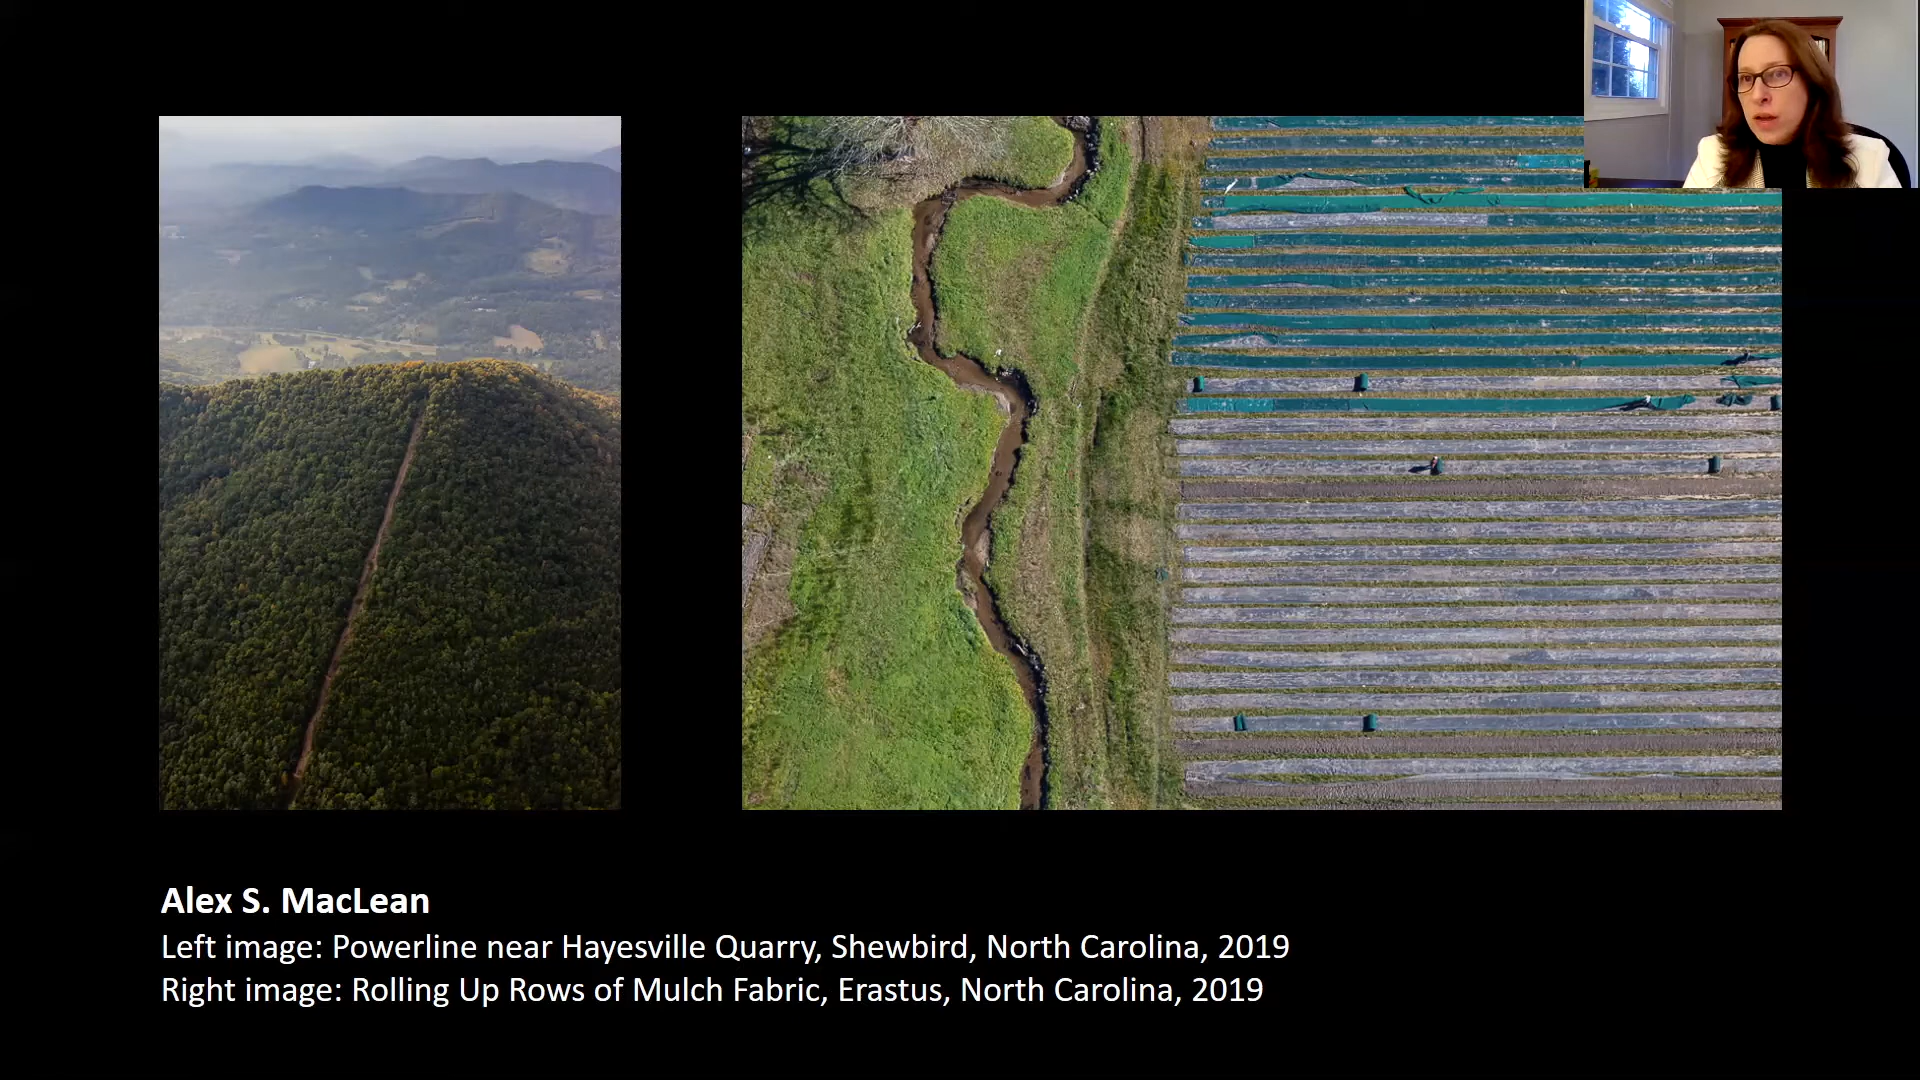 Alex S. MacLean
Left image: Powerline near Hayesville Quarry, Shewbird, North Carolina, 2019
Right image: Rolling Up Rows of Mulch Fabric, Erastus, North Carolina, 2019